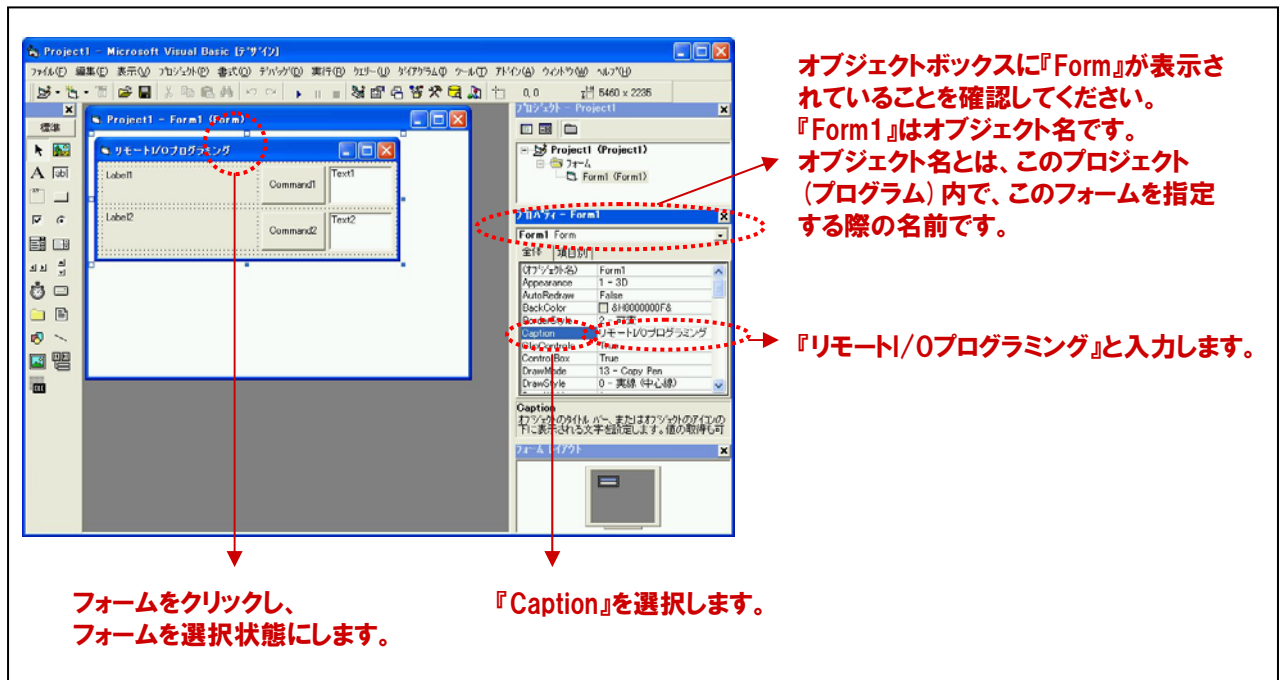 Project1 - Microsoft Visual Basic [デザイン]
ファイル(F) 編集(E) 表示(V) プロジェクト(P) 書式(O) デバッグ(D) 実行(R) クエリー(U) ダイアグラム(I) ツール(T) アドイン(A) ウィンドウ(W) ヘルプ(H)
0, 0 5460 x 2235
標準
Project1 - Form1 (Form)
リモートI/Oプログラミング
Label1
Command1
Text1
Label2
Command2
Text2
プロジェクト - Project1
Project1 (Project1)
フォーム
Form1 (Form1)
プロパティ - Form1
Form1 Form
全体 項目別
(オブジェクト名) Form1
Appearance 1 - 3D
AutoRedraw False
BackColor &H8000000F&
BorderStyle 2 - 可変
Caption リモートI/Oプログラミング
ClipControls True
ControlBox True
DrawMode 13 - Copy Pen
DrawStyle 0 - 実線 (中心線)
Caption
オブジェクトのタイトル バー、またはオブジェクトのアイコンの
下に表示される文字を設定します。値の取得も可
フォーム レイアウト
オブジェクトボックスに『Form』が表示さ
れていることを確認してください。
『Form1』はオブジェクト名です。
オブジェクト名とは、このプロジェクト
（プログラム）内で、このフォームを指定
する際の名前です。
『リモートI/Oプログラミング』と入力します。
フォームをクリックし、
フォームを選択状態にします。
『Caption』を選択します。